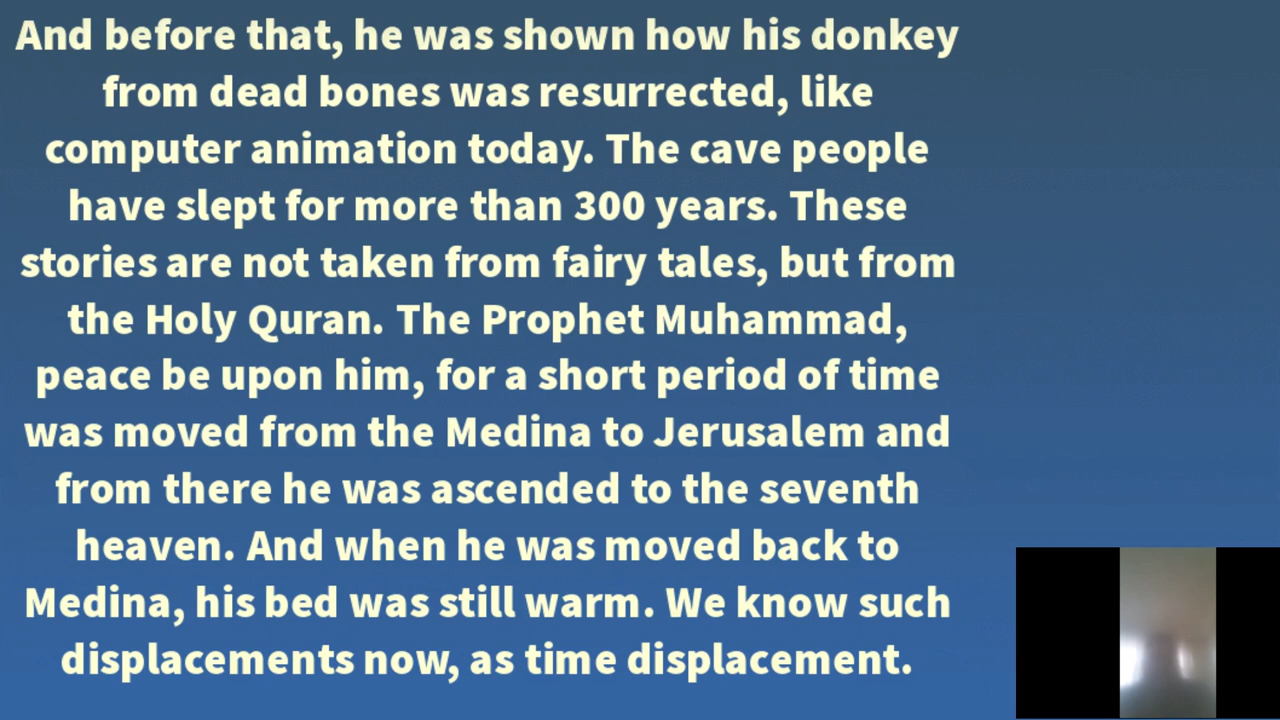 And before that, he was shown how his donkey
from dead bones was resurrected, like
computer animation today. The cave people
have slept for more than 300 years. These
stories are not taken from fairy tales, but from
the Holy Quran. The Prophet Muhammad,
peace be upon him, for a short period of time
was moved from the Medina to Jerusalem and
from there he was ascended to the seventh
heaven. And when he was moved back to
Medina, his bed was still warm. We know such
displacements now, as time displacement.